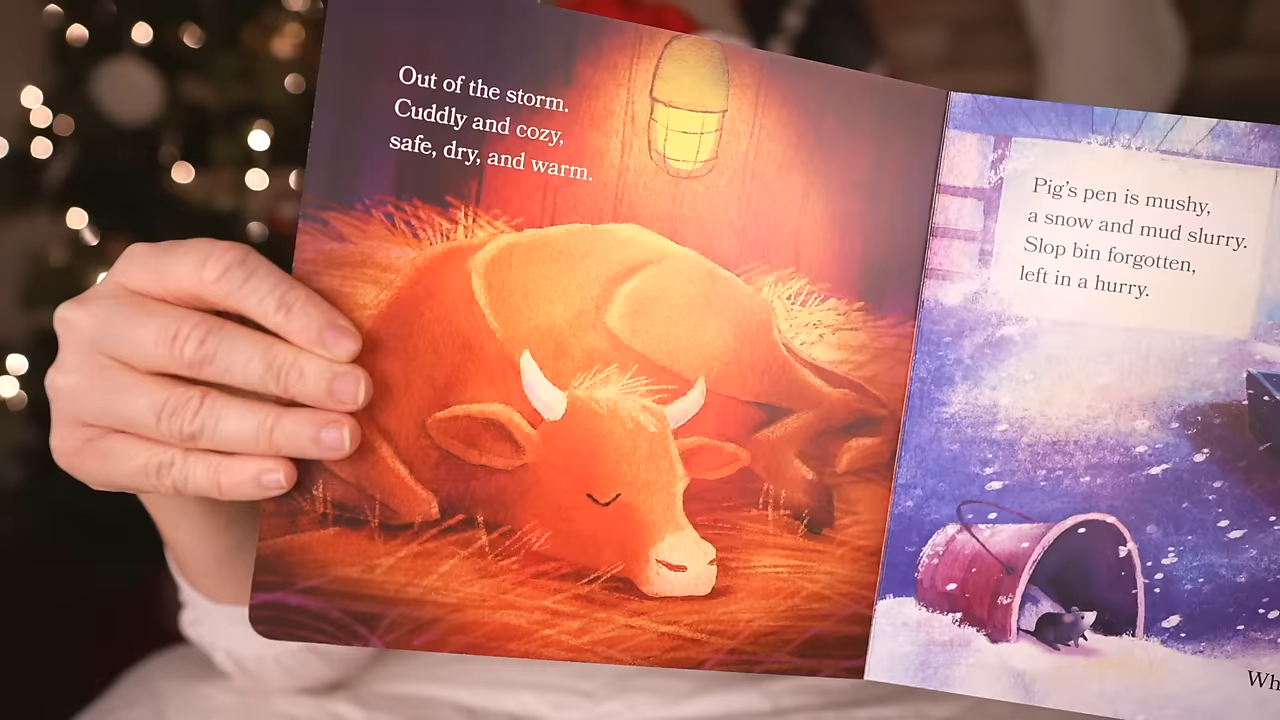 Out of the storm.
Cuddly and cozy,
safe, dry, and warm.
Pig's pen is mushy,
a snow and mud slurry.
Slop bin forgotten,
left in a hurry.